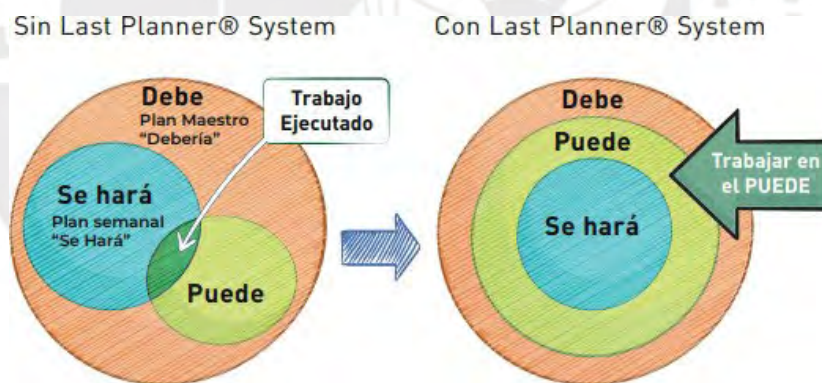 Sin Last Planner® System
Debe
Plan Maestro
“Debería”
Trabajo
Ejecutado
Se hará
Plan semanal
“Se Hará”
Puede
Con Last Planner® System
Debe
Puede
Se hará
Trabajar en
el PUEDE